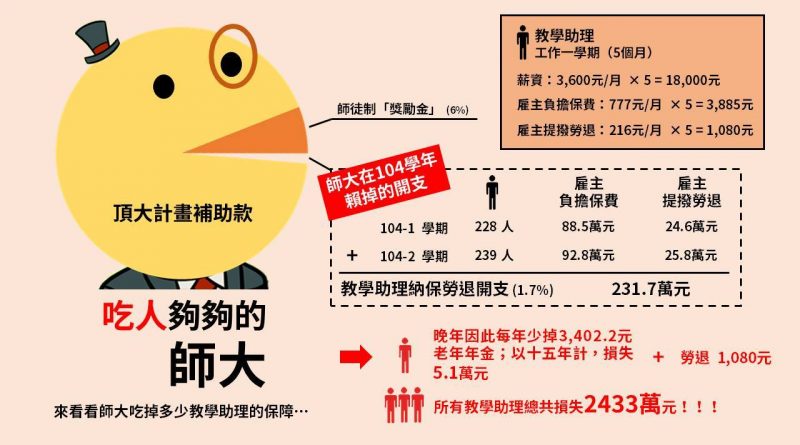 教學助理
工作一學期（5個月）
薪資：3,600元/月 ×5＝18,000元
雇主負擔保費：777元/月 ×5＝3,885元
雇主提撥勞退：216元/月 ×5＝1,080元
師徒制「獎勵金」 (6%)
頂大計畫補助款
師大在104學年
賴掉的開支
雇主 雇主
負擔保費 提撥勞退
104-1 學期 228 人 88.5萬元 24.6萬元
+ 104-2 學期 239 人 92.8萬元 25.8萬元
教學助理納保勞退開支 (1.7%) 231.7萬元
吃人夠夠的
師大
來看看師大吃掉多少教學助理的保障…
晚年因此每年少掉3,402.2元
老年年金；以十五年計，損失 + 勞退 1,080元
5.1萬元
所有教學助理總共損失2433萬元！！！